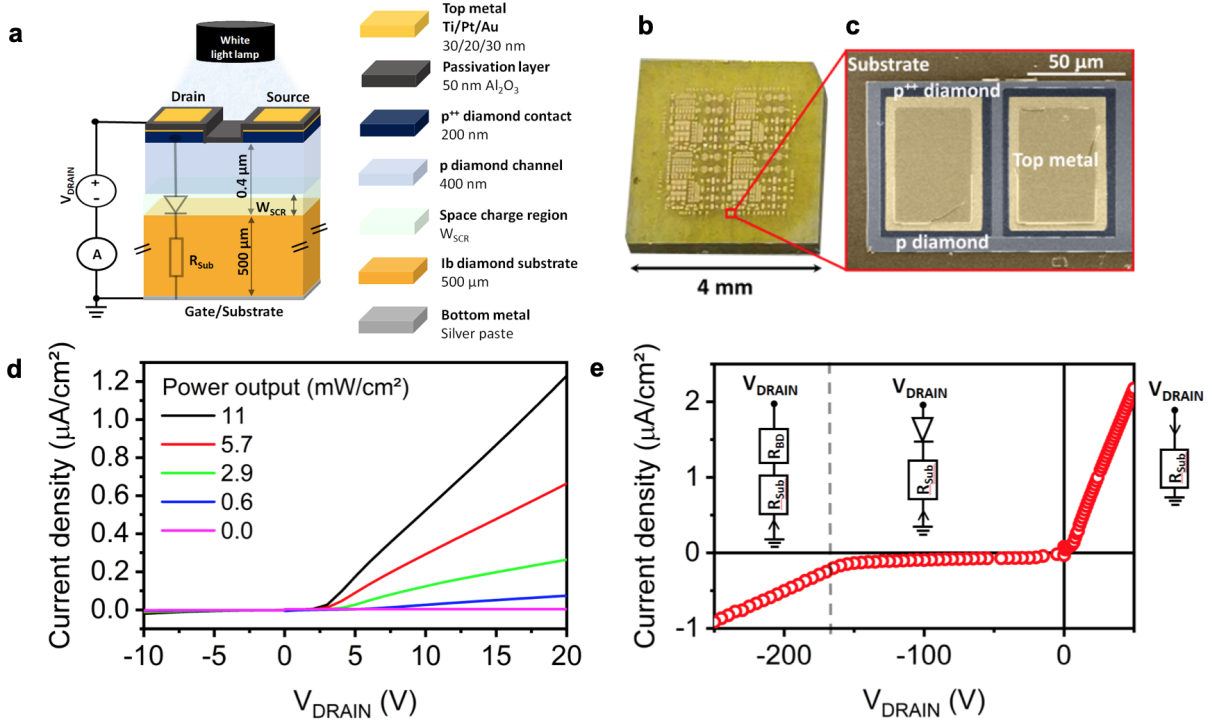 a
White
light lamp
Drain
Source
V_DRAIN
+
-
A
0.4 µm
W_SCR
500 µm
R_Sub
Gate/Substrate
Top metal
Ti/Pt/Au
30/20/30 nm
Passivation layer
50 nm Al₂O₃
p⁺⁺ diamond contact
200 nm
p diamond channel
400 nm
Space charge region
W_SCR
Ib diamond substrate
500 µm
Bottom metal
Silver paste
b
4 mm
c
Substrate
50 µm
p⁺⁺ diamond
Top metal
p diamond
d
Current density (µA/cm²)
1.2
1.0
0.8
0.6
0.4
0.2
0.0
Power output (mW/cm²)
11
5.7
2.9
0.6
0.0
-10
-5
0
5
10
15
20
V_DRAIN (V)
e
Current density (µA/cm²)
2
1
0
-1
V_DRAIN
R_BD
R_Sub
V_DRAIN
R_Sub
V_DRAIN
R_Sub
-200
-100
0
V_DRAIN (V)